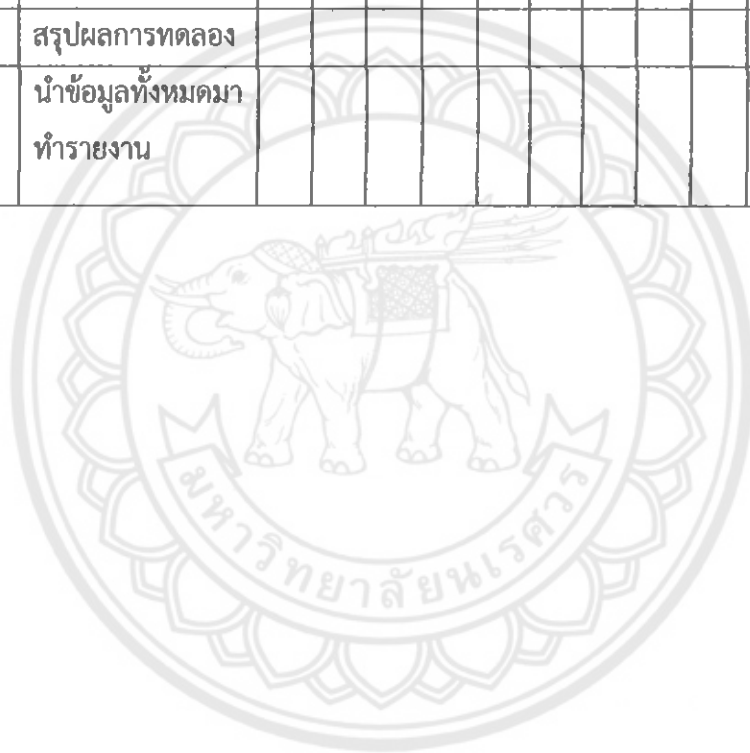 สรุปผลการทดลอง
นำข้อมูลทั้งหมดมา
ทำรายงาน
มหาวิทยาลัยนเรศวร